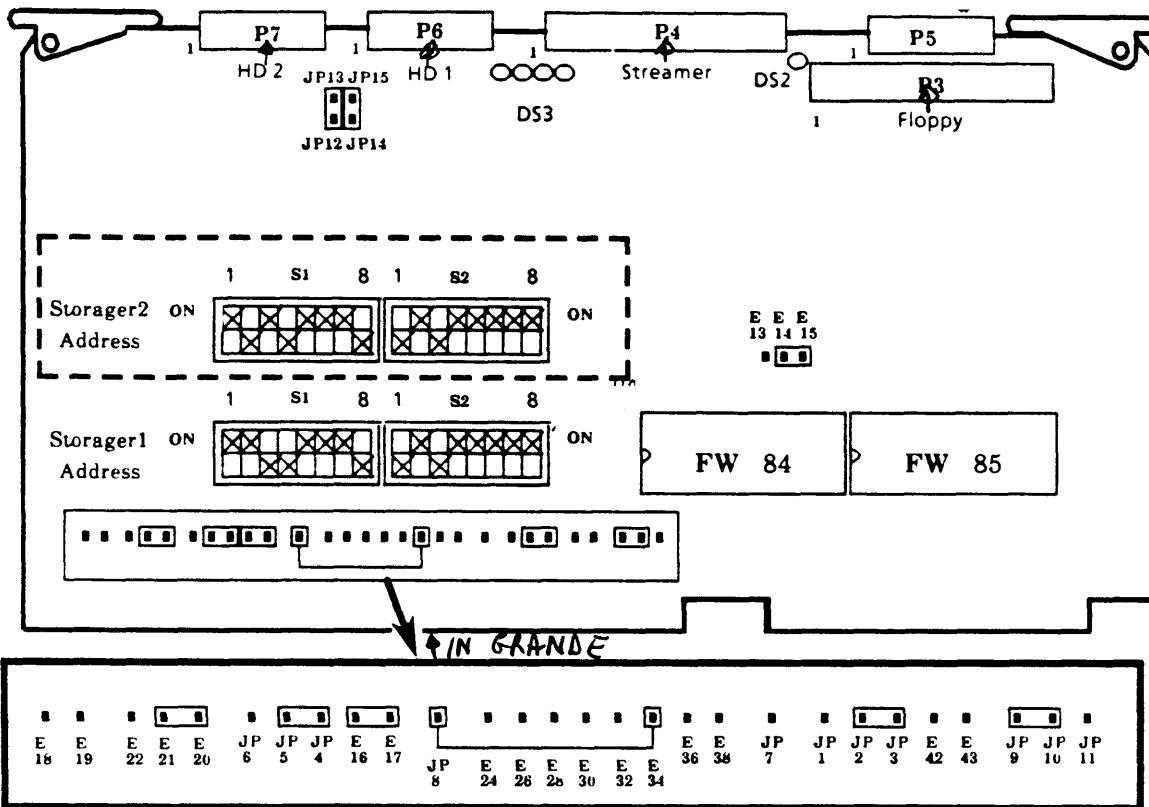 P7 P6 P4 P5
1 1 1 1
HD 2 HD 1 Streamer DS2 P3
JP13 JP15 DS3 1 Floppy
JP12 JP14
1 S1 8 1 S2 8
Storager2 ON ON
Address
E E E
13 14 15
1 S1 8 1 S2 8
Storager1 ON ON
Address
FW 84 FW 85
IN GRANDE
E E E E E JP JP JP E E JP E E E E E E E E JP JP JP JP E E JP JP JP
18 19 22 21 20 6 5 4 16 17 8 24 26 28 30 32 34 36 38 7 1 2 3 42 43 9 10 11